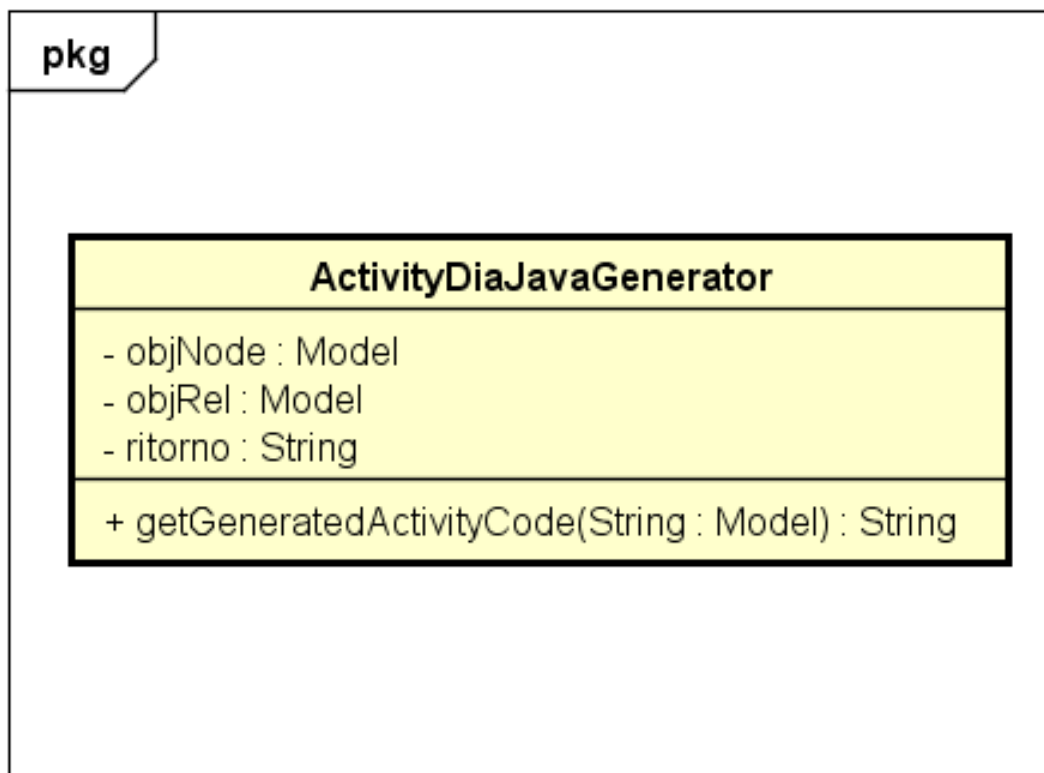 pkg
ActivityDiaJavaGenerator
- objNode : Model
- objRel : Model
- ritorno : String
+ getGeneratedActivityCode(String : Model) : String